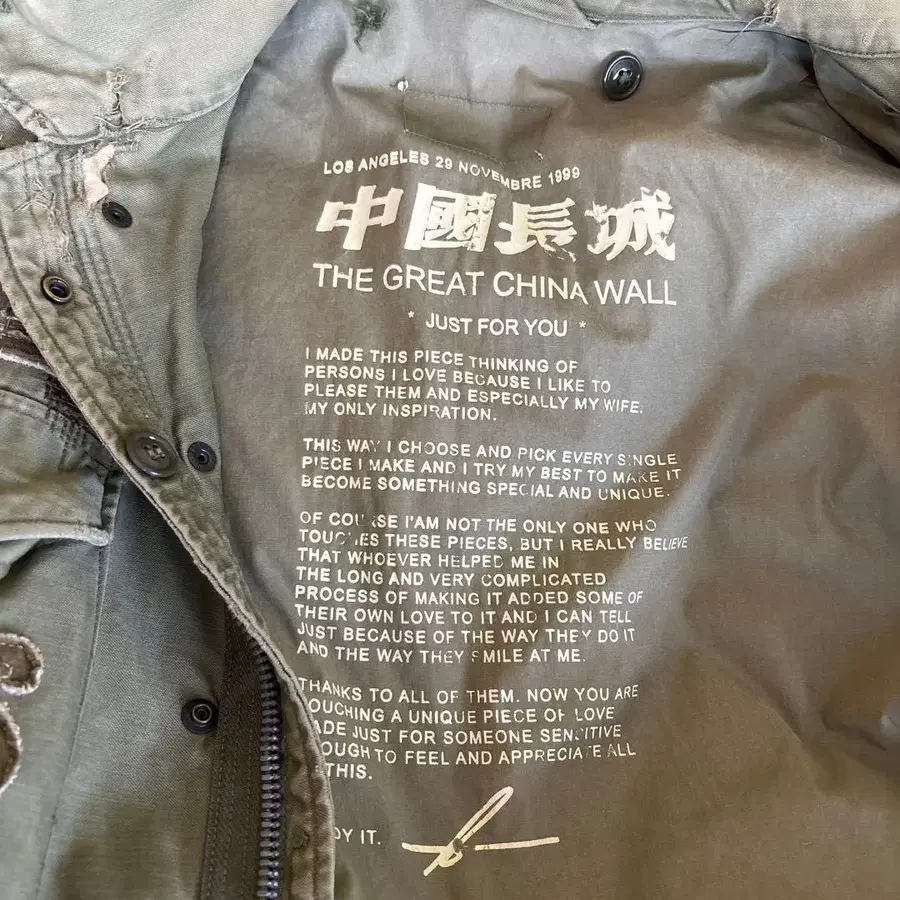 LOS ANGELES 29 NOVEMBRE 1999
中國長城
THE GREAT CHINA WALL
* JUST FOR YOU *
I MADE THIS PIECE THINKING OF
PERSONS I LOVE BECAUSE I LIKE TO
PLEASE THEM AND ESPECIALLY MY WIFE.
MY ONLY INSPIRATION.
THIS WAY I CHOOSE AND PICK EVERY SINGLE
PIECE I MAKE AND I TRY MY BEST TO MAKE IT
BECOME SOMETHING SPECIAL AND UNIQUE.
OF COURSE I'AM NOT THE ONLY ONE WHO
TOUCHES THESE PIECES, BUT I REALLY BELIEVE
THAT WHOEVER HELPED ME IN
THE LONG AND VERY COMPLICATED
PROCESS OF MAKING IT ADDED SOME OF
THEIR OWN LOVE TO IT AND I CAN TELL
JUST BECAUSE OF THE WAY THEY DO IT
AND THE WAY THEY SMILE AT ME.
THANKS TO ALL OF THEM. NOW YOU ARE
OUCHING A UNIQUE PIECE OF LOVE
ADE JUST FOR SOMEONE SENSITIVE
OUGH TO FEEL AND APPRECIATE ALL
THIS.
OY IT.